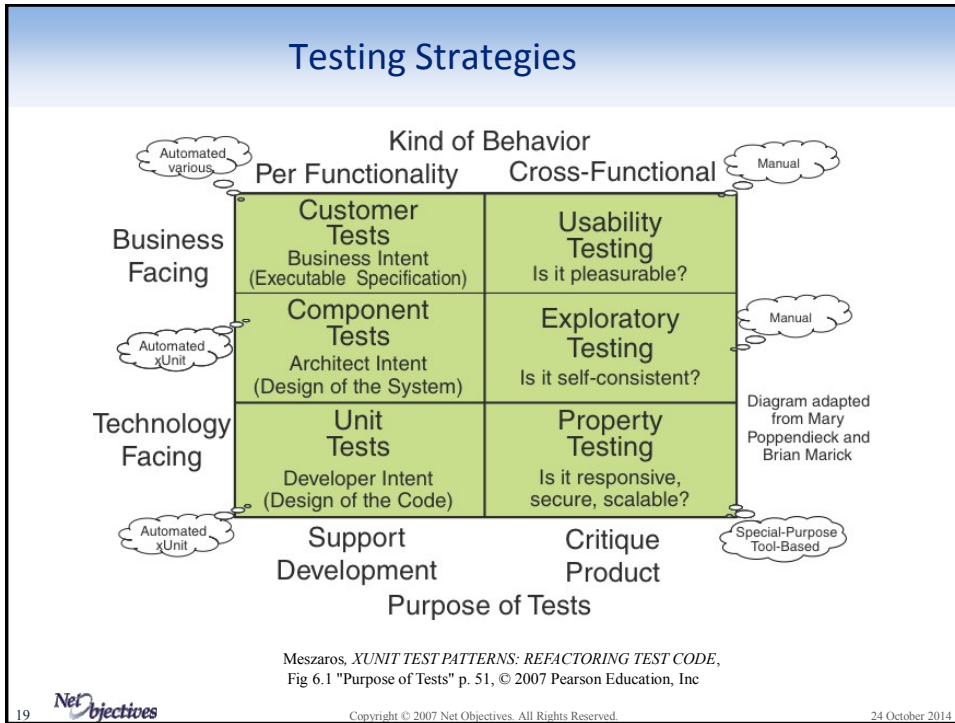 Testing Strategies
Kind of Behavior
Per Functionality
Cross-Functional
Automated
various
Manual
Business
Facing
Customer
Tests
Business Intent
(Executable Specification)
Usability
Testing
Is it pleasurable?
Automated
xUnit
Component
Tests
Architect Intent
(Design of the System)
Exploratory
Testing
Is it self-consistent?
Manual
Technology
Facing
Unit
Tests
Developer Intent
(Design of the Code)
Property
Testing
Is it responsive,
secure, scalable?
Diagram adapted
from Mary
Poppendieck and
Brian Marick
Automated
xUnit
Support
Development
Critique
Product
Special-Purpose
Tool-Based
Purpose of Tests
Meszaros, XUNIT TEST PATTERNS: REFACTORING TEST CODE,
Fig 6.1 "Purpose of Tests" p. 51, © 2007 Pearson Education, Inc
19
Net Objectives
Copyright © 2007 Net Objectives. All Rights Reserved.
24 October 2014